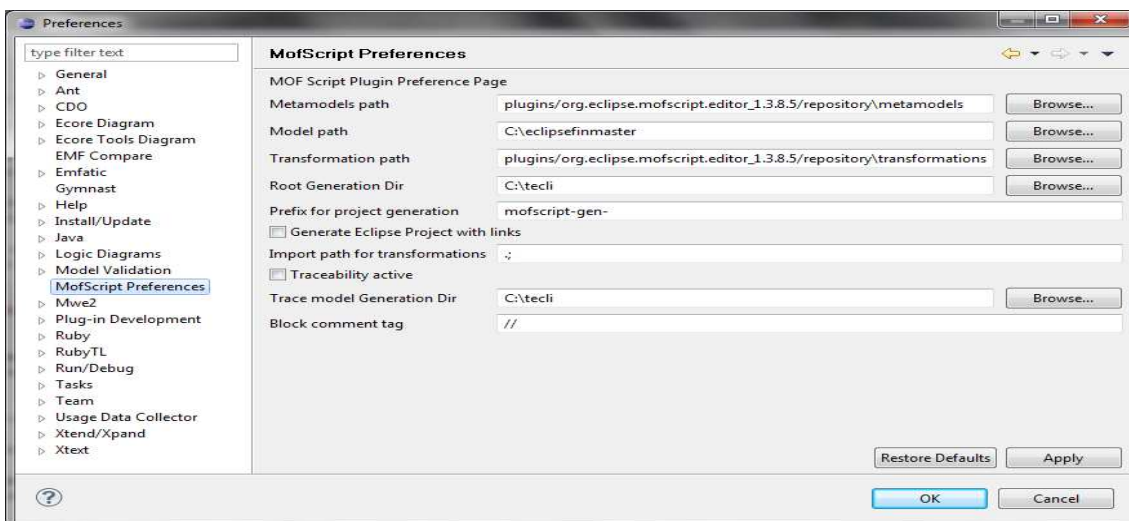 Preferences
type filter text
General
Ant
CDO
Ecore Diagram
Ecore Tools Diagram
EMF Compare
Emfatic
Gymnast
Help
Install/Update
Java
Logic Diagrams
Model Validation
MofScript Preferences
Mwe2
Plug-in Development
Ruby
RubyTL
Run/Debug
Tasks
Team
Usage Data Collector
Xtend/Xpand
Xtext
MofScript Preferences
MOF Script Plugin Preference Page
Metamodels path plugins/org.eclipse.mofscript.editor_1.3.8.5/repository\metamodels Browse...
Model path C:\eclipsefinmaster Browse...
Transformation path plugins/org.eclipse.mofscript.editor_1.3.8.5/repository\transformations Browse...
Root Generation Dir C:\tecli Browse...
Prefix for project generation mofscript-gen-
Generate Eclipse Project with links
Import path for transformations .;
Traceability active
Trace model Generation Dir C:\tecli Browse...
Block comment tag //
Restore Defaults Apply
? OK Cancel